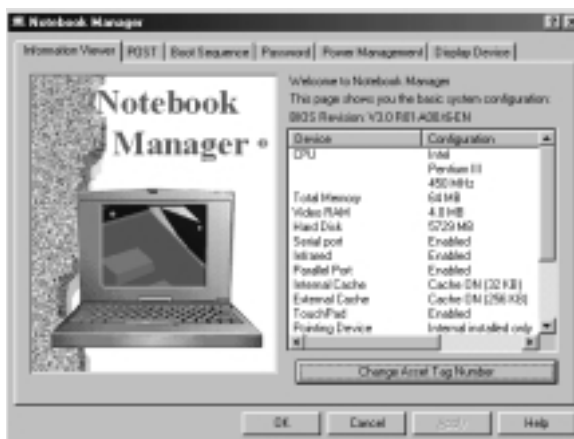 Notebook Manager
Information Viewer POST Boot Sequence Password Power Management Display Device
Notebook
Manager
Welcome to Notebook Manager
This page shows you the basic system configuration:
BIOS Revision: V3.0 R01-A08r6-EN
Device Configuration
CPU Intel
Pentium III
450 MHz
Total Memory 64 MB
Video RAM 4.0 MB
Hard Disk 5729 MB
Serial port Enabled
Infrared Enabled
Parallel Port Enabled
Internal Cache Cache ON (32 KB)
External Cache Cache ON (256 KB)
TouchPad Enabled
Pointing Device Internal installed only
Change Asset Tag Number
OK Cancel Apply Help